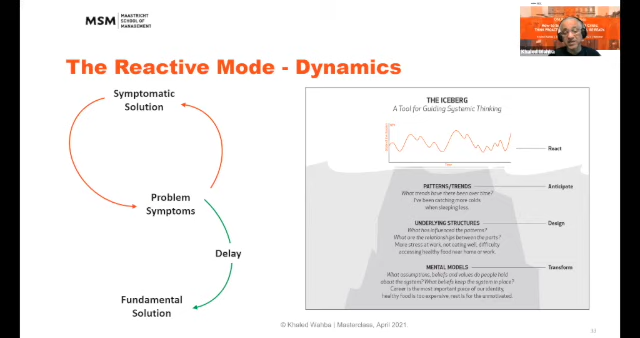 MSM
MAASTRICHT
SCHOOL OF
MANAGEMENT
Khaled Wahba
The Reactive Mode - Dynamics
Symptomatic
Solution
Problem
Symptoms
Delay
Fundamental
Solution
THE ICEBERG
A Tool for Guiding Systemic Thinking
React
PATTERNS/TRENDS
Anticipate
What trends have there been over time?
I've been catching more colds
when sleeping less.
UNDERLYING STRUCTURES
Design
What has influenced the patterns?
What are the relationships between the parts?
More stress at work, not eating well, difficulty
accessing healthy food near home or work.
MENTAL MODELS
Transform
What assumptions, beliefs and values do people hold
about the system? What beliefs keep the system in place?
Career is the most important piece of our identity,
healthy food is too expensive, rest is for the unmotivated.
© Khaled Wahba | Masterclass, April 2021
33